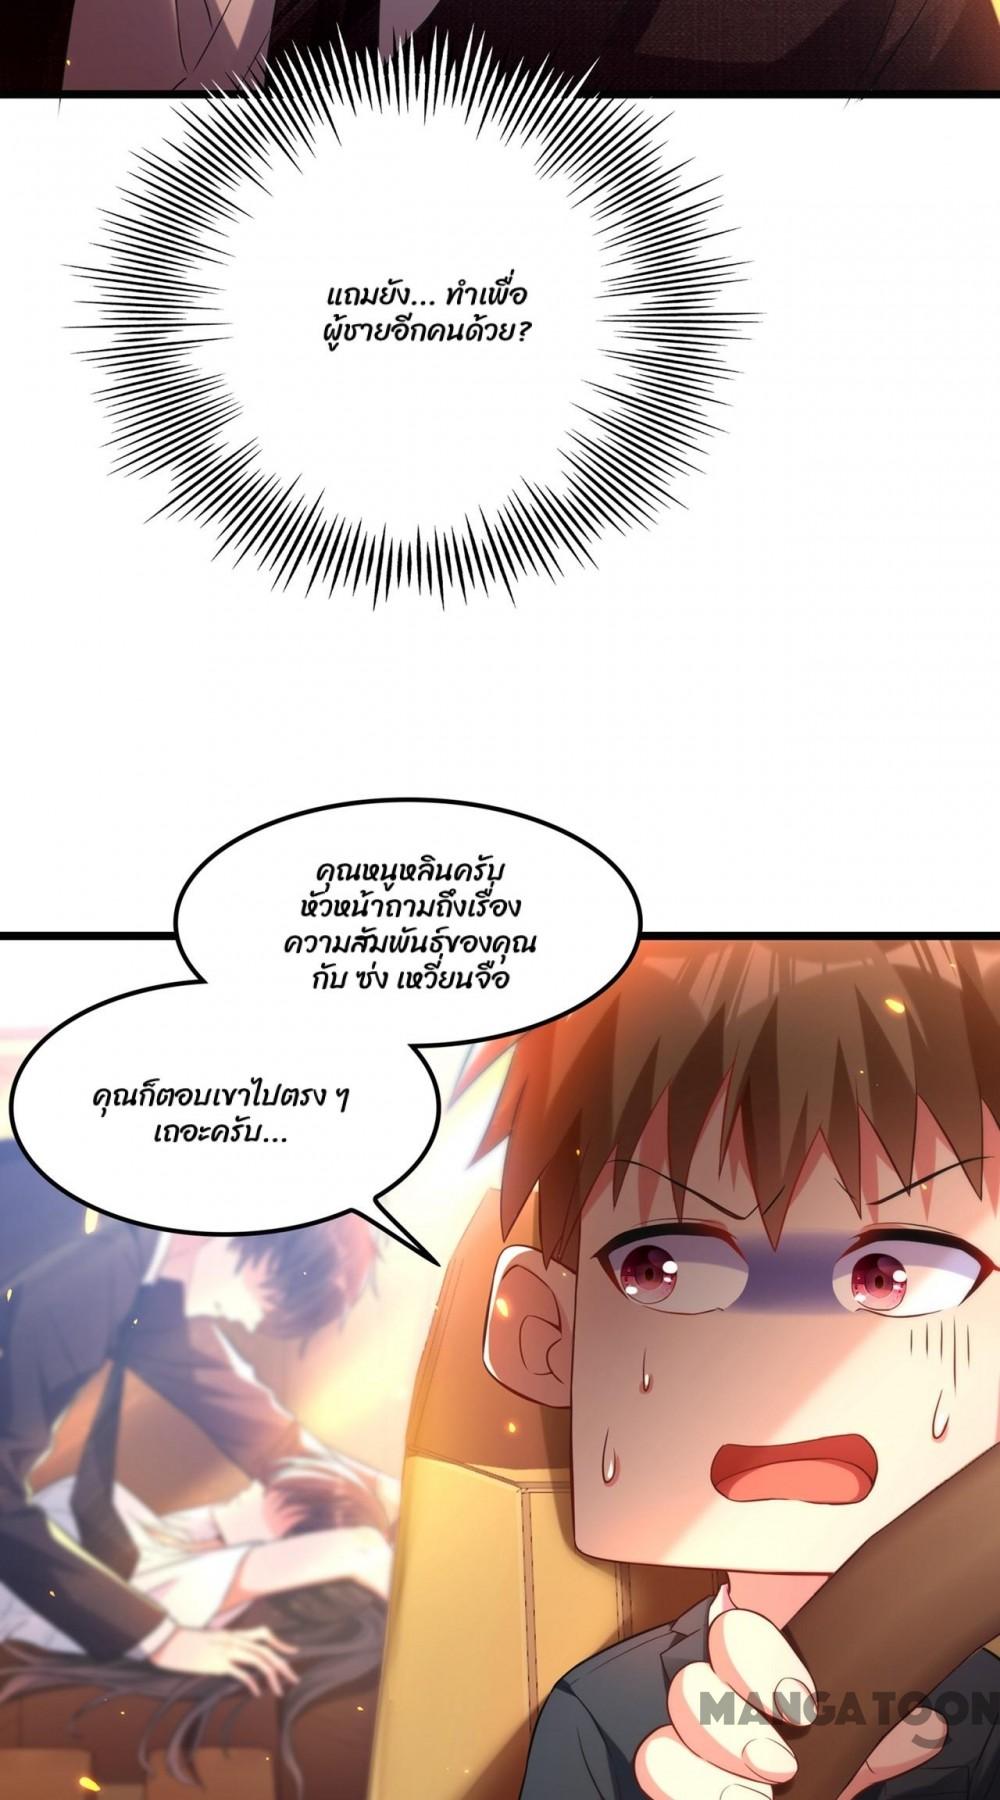 แถมยัง... ทำเพื่อ
ผู้ชายอีกคนด้วย?
คุณหนูหลินครับ
หัวหน้าถามถึงเรื่อง
ความสัมพันธ์ของคุณ
กับ ซ่ง เหวี่ยนจือ
คุณก็ตอบเขาไปตรง ๆ
เถอะครับ...
MANGATOON